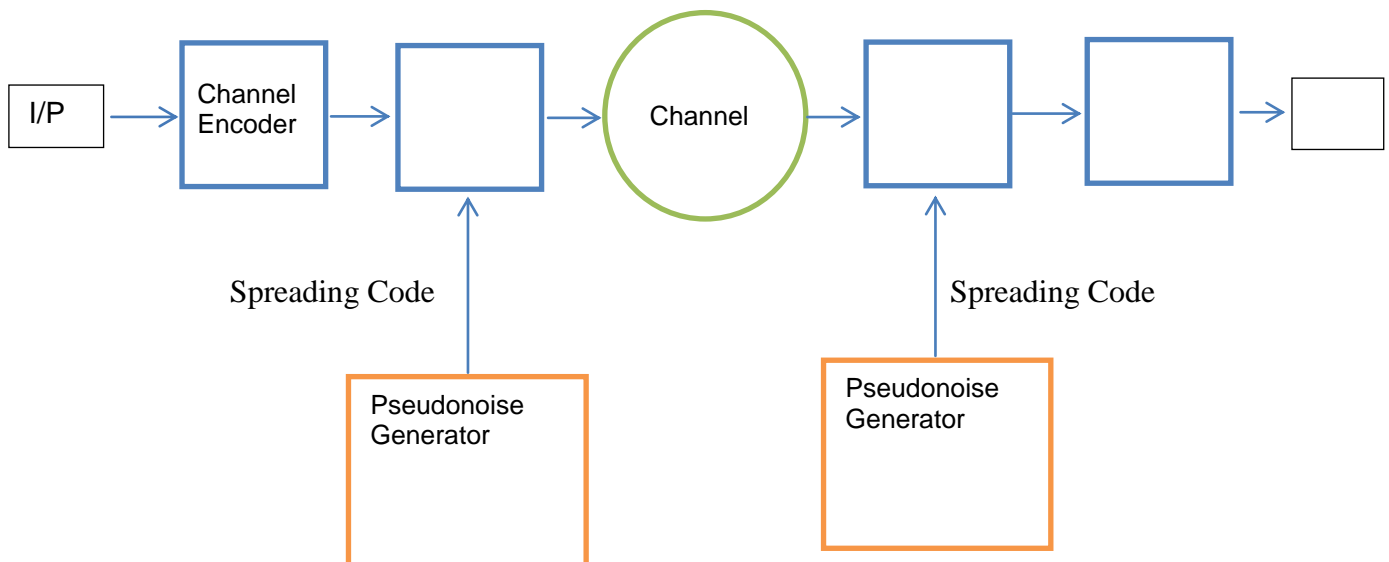 I/P
Channel
Encoder
Channel
Spreading Code
Spreading Code
Pseudonoise
Generator
Pseudonoise
Generator